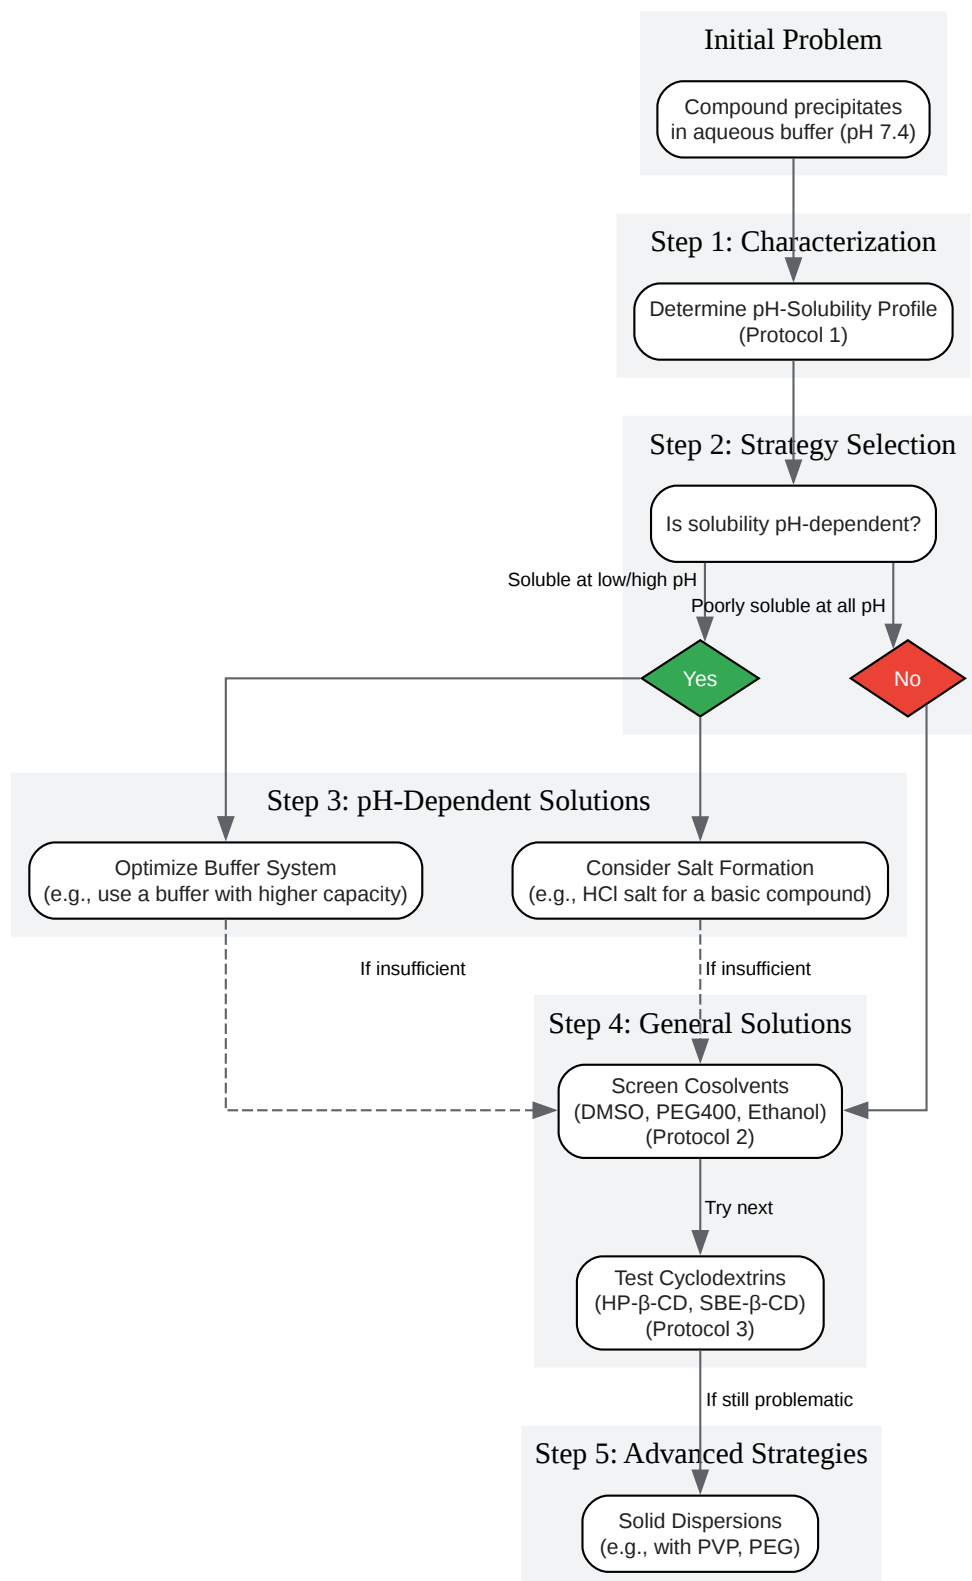 Initial Problem
Compound precipitates
in aqueous buffer (pH 7.4)
Step 1: Characterization
Determine pH-Solubility Profile
(Protocol 1)
Step 2: Strategy Selection
Is solubility pH-dependent?
Soluble at low/high pH
Poorly soluble at all pH
Yes
No
Step 3: pH-Dependent Solutions
Optimize Buffer System
(e.g., use a buffer with higher capacity)
Consider Salt Formation
(e.g., HCl salt for a basic compound)
If insufficient
If insufficient
Step 4: General Solutions
Screen Cosolvents
(DMSO, PEG400, Ethanol)
(Protocol 2)
Try next
Test Cyclodextrins
(HP-β-CD, SBE-β-CD)
(Protocol 3)
If still problematic
Step 5: Advanced Strategies
Solid Dispersions
(e.g., with PVP, PEG)